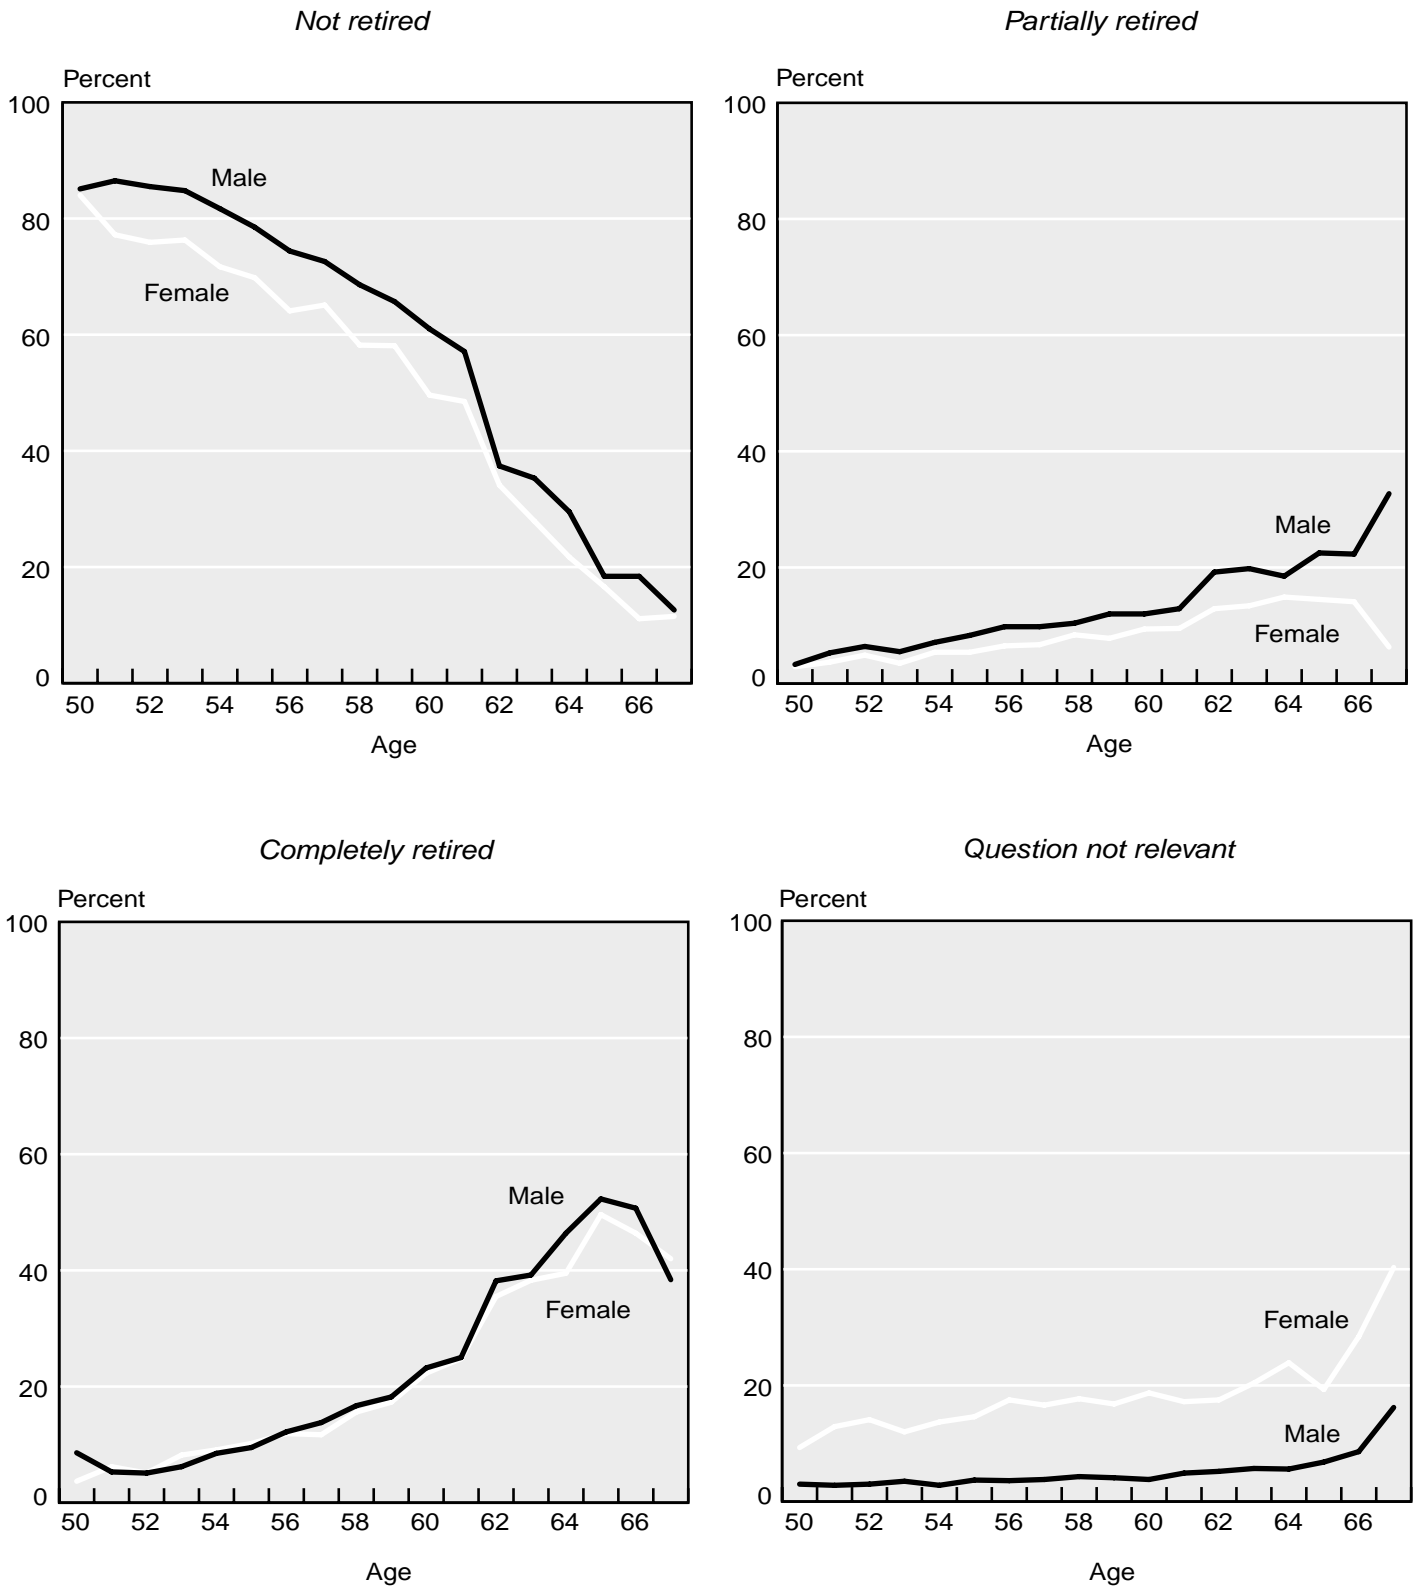 Not retired
Percent
100
80
60
40
20
0
Male
Female
50 52 54 56 58 60 62 64 66
Age
Partially retired
Percent
100
80
60
40
20
0
Male
Female
50 52 54 56 58 60 62 64 66
Age
Completely retired
Percent
100
80
60
40
20
0
Male
Female
50 52 54 56 58 60 62 64 66
Age
Question not relevant
Percent
100
80
60
40
20
0
Female
Male
50 52 54 56 58 60 62 64 66
Age